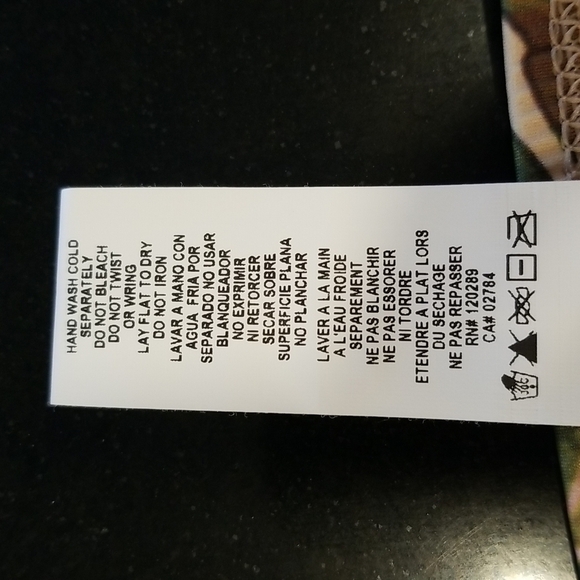 HAND WASH COLD
SEPARATELY
DO NOT BLEACH
DO NOT TWIST
OR WRING
LAY FLAT TO DRY
DO NOT IRON
LAVAR A MANO CON
AGUA FRIA POR
SEPARADO NO USAR
BLANQUEADOR
NO EXPRIMIR
NI RETORCER
SECAR SOBRE
SUPERFICIE PLANA
NO PLANCHAR
LAVER A LA MAIN
A L'EAU FROIDE
SEPAREMENT
NE PAS BLANCHIR
NE PAS ESSORER
NI TORDRE
ETENDRE A PLAT LORS
DU SECHAGE
NE PAS REPASSER
RN# 120289
CA# 02784
30C